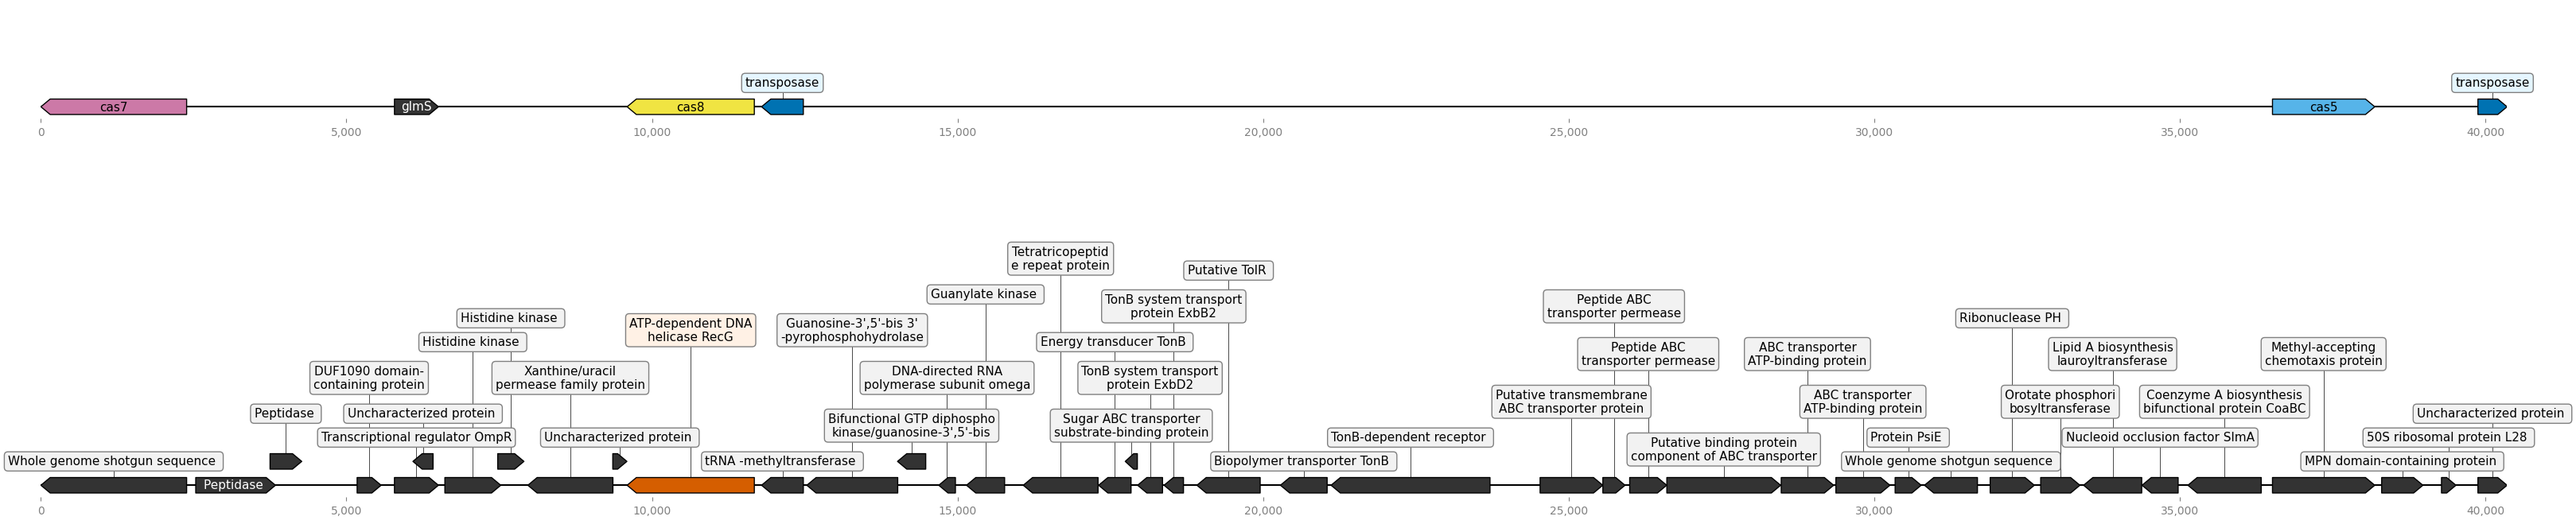 transposase
transposase
cas7
glmS
cas8
cas5
0
5,000
10,000
15,000
20,000
25,000
30,000
35,000
40,000
Tetratricopeptid
e repeat protein
Putative TolR
Guanylate kinase
TonB system transport
protein ExbB2
Peptide ABC
transporter permease
Histidine kinase
ATP-dependent DNA
helicase RecG
Guanosine-3',5'-bis 3'
-pyrophosphohydrolase
Ribonuclease PH
Histidine kinase
Energy transducer TonB
Peptide ABC
transporter permease
ABC transporter
ATP-binding protein
Lipid A biosynthesis
lauroyltransferase
Methyl-accepting
chemotaxis protein
DUF1090 domain-
containing protein
Xanthine/uracil
permease family protein
DNA-directed RNA
polymerase subunit omega
TonB system transport
protein ExbD2
Putative transmembrane
ABC transporter protein
ABC transporter
ATP-binding protein
Orotate phosphori
bosyltransferase
Coenzyme A biosynthesis
bifunctional protein CoaBC
Peptidase
Uncharacterized protein
Bifunctional GTP diphospho
kinase/guanosine-3',5'-bis
Sugar ABC transporter
substrate-binding protein
Uncharacterized protein
Transcriptional regulator OmpR
Uncharacterized protein
TonB-dependent receptor
Putative binding protein
component of ABC transporter
Protein PsiE
Nucleoid occlusion factor SlmA
50S ribosomal protein L28
Whole genome shotgun sequence
tRNA -methyltransferase
Biopolymer transporter TonB
Whole genome shotgun sequence
MPN domain-containing protein
Peptidase
0
5,000
10,000
15,000
20,000
25,000
30,000
35,000
40,000